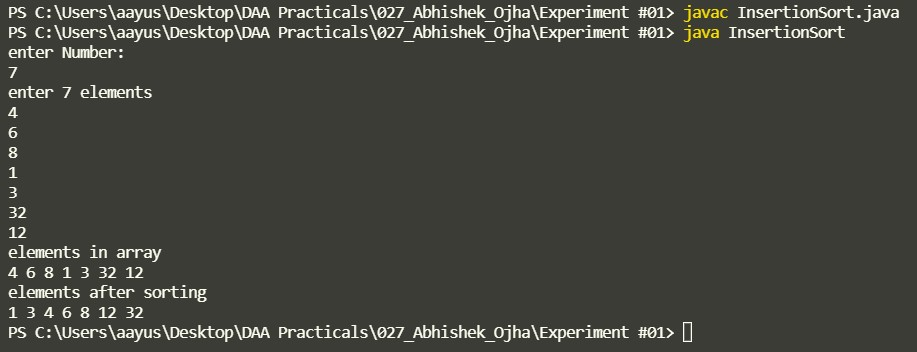 PS C:\Users\aayus\Desktop\DAA Practicals\027_Abhishek_Ojha\Experiment #01> javac InsertionSort.java
PS C:\Users\aayus\Desktop\DAA Practicals\027_Abhishek_Ojha\Experiment #01> java InsertionSort
enter Number:
7
enter 7 elements
4
6
8
1
3
32
12
elements in array
4 6 8 1 3 32 12
elements after sorting
1 3 4 6 8 12 32
PS C:\Users\aayus\Desktop\DAA Practicals\027_Abhishek_Ojha\Experiment #01>